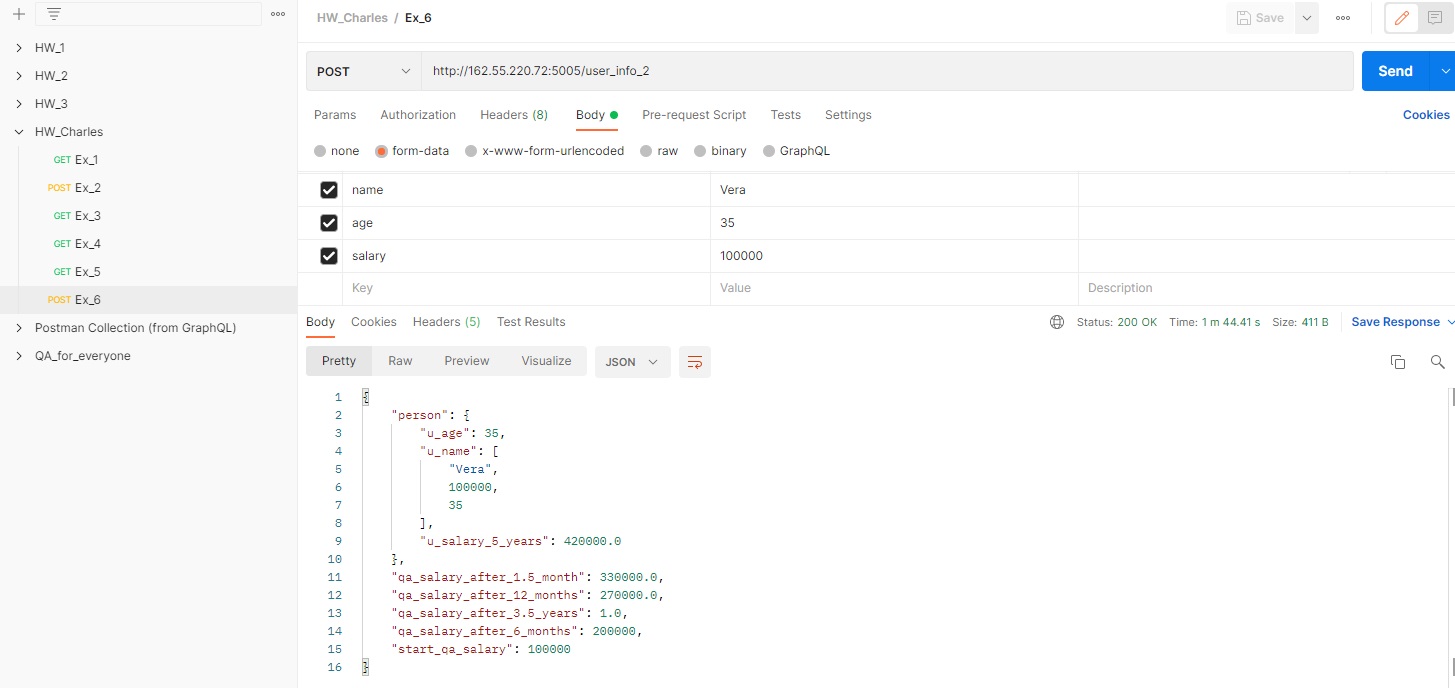 HW_1
HW_2
HW_3
HW_Charles
GET Ex_1
POST Ex_2
GET Ex_3
GET Ex_4
GET Ex_5
POST Ex_6
Postman Collection (from GraphQL)
QA_for_everyone
HW_Charles / Ex_6
Save
POST http://162.55.220.72:5005/user_info_2
Send
Params Authorization Headers (8) Body Pre-request Script Tests Settings Cookies
none form-data x-www-form-urlencoded raw binary GraphQL
name Vera
age 35
salary 100000
Key Value Description
Body Cookies Headers (5) Test Results Status: 200 OK Time: 1 m 44.41 s Size: 411 B Save Response
Pretty Raw Preview Visualize JSON
1 {
2 "person": {
3 "u_age": 35,
4 "u_name": [
5 "Vera",
6 100000,
7 35
8 ],
9 "u_salary_5_years": 420000.0
10 },
11 "qa_salary_after_1.5_month": 330000.0,
12 "qa_salary_after_12_months": 270000.0,
13 "qa_salary_after_3.5_years": 1.0,
14 "qa_salary_after_6_months": 200000,
15 "start_qa_salary": 100000
16 }